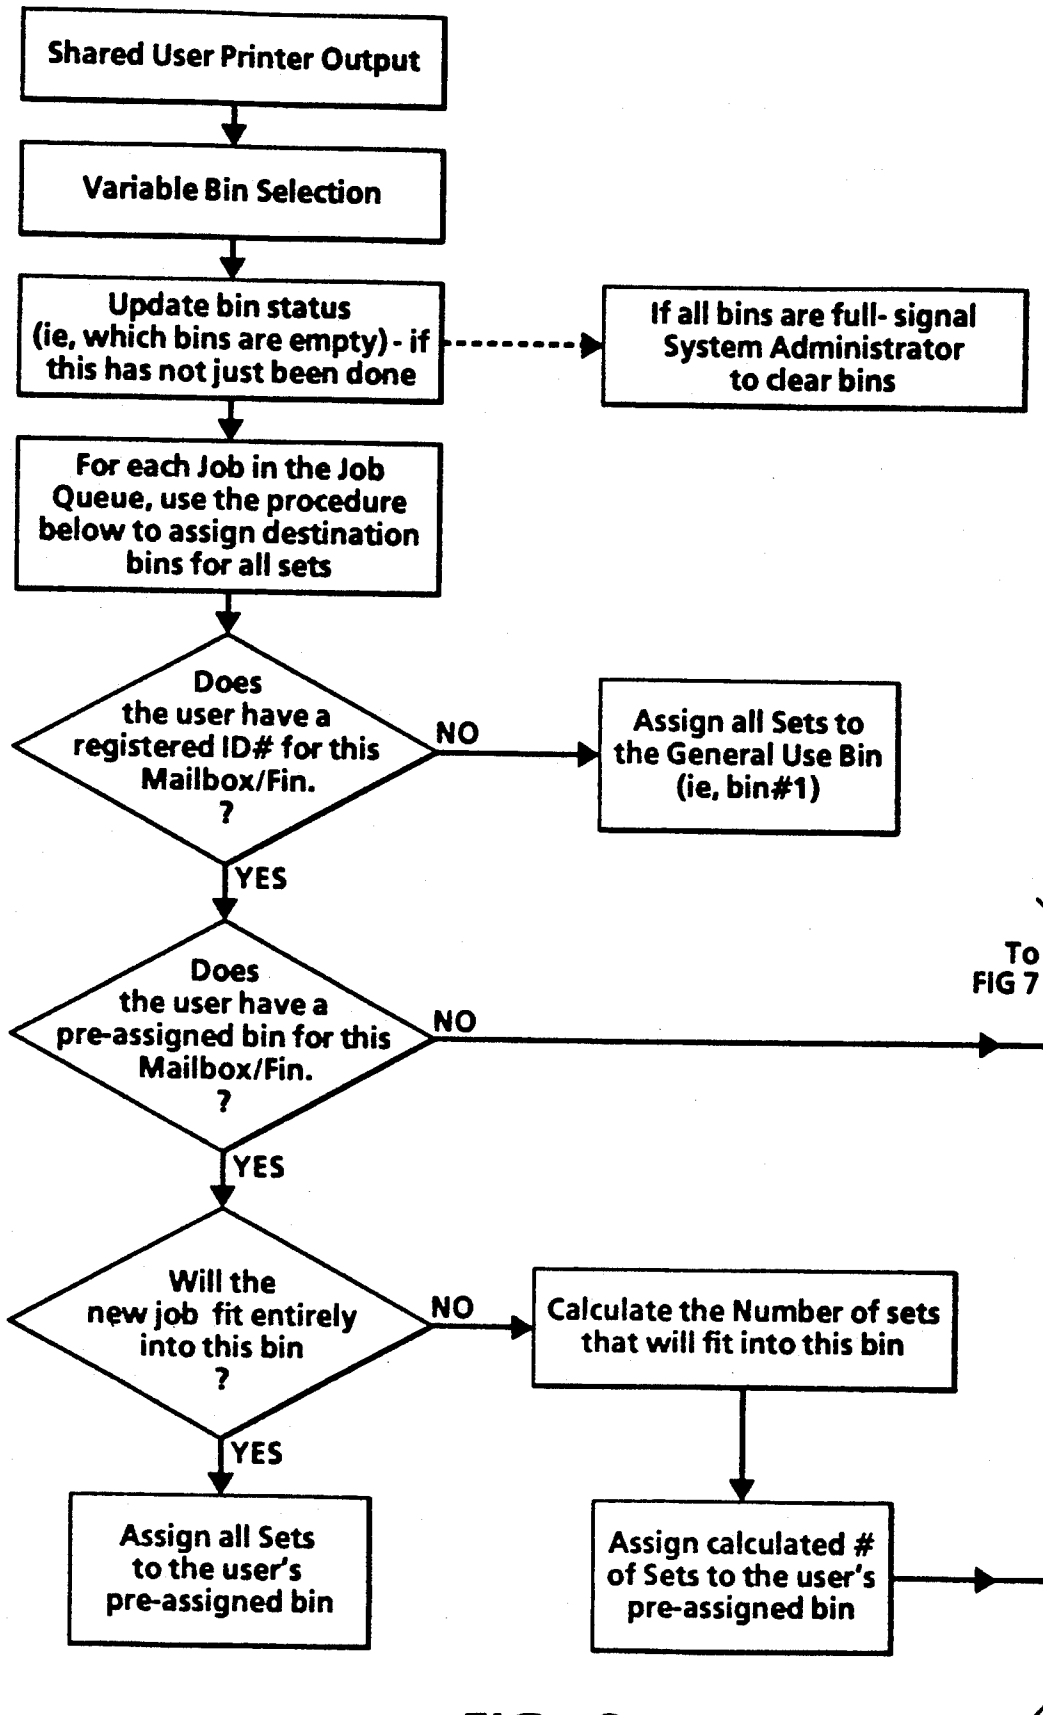 Shared User Printer Output
Variable Bin Selection
Update bin status
(ie, which bins are empty) - if
this has not just been done
If all bins are full- signal
System Administrator
to clear bins
For each Job in the Job
Queue, use the procedure
below to assign destination
bins for all sets
Does
the user have a
registered ID# for this
Mailbox/Fin.
?
NO
Assign all Sets to
the General Use Bin
(ie, bin#1)
YES
Does
the user have a
pre-assigned bin for this
Mailbox/Fin.
?
NO
To
FIG 7
YES
Will the
new job fit entirely
into this bin
?
NO
Calculate the Number of sets
that will fit into this bin
YES
Assign all Sets
to the user's
pre-assigned bin
Assign calculated #
of Sets to the user's
pre-assigned bin